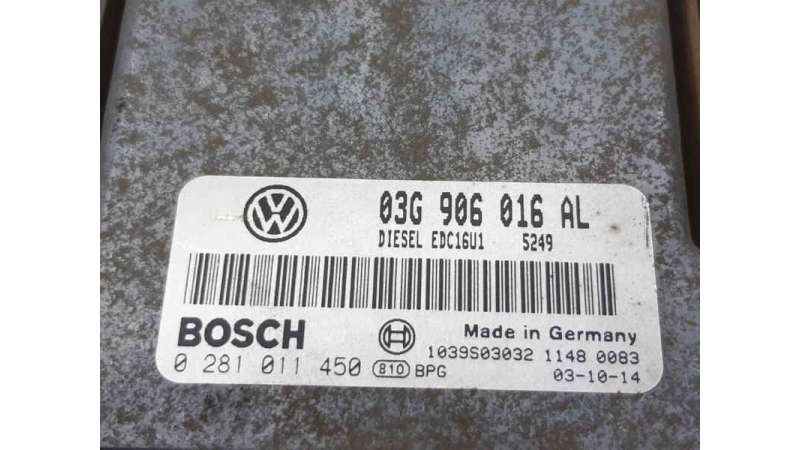 03G 906 016 AL
DIESEL EDC16U1 5249
BOSCH
Made in Germany
1039S03032 1148 0083
0 281 011 450 810 BPG
03-10-14